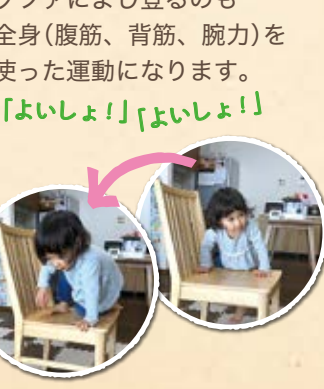 ソファによじ登るのも
全身(腹筋、背筋、腕力)を
使った運動になります。
「よいしょ!」「よいしょ!」